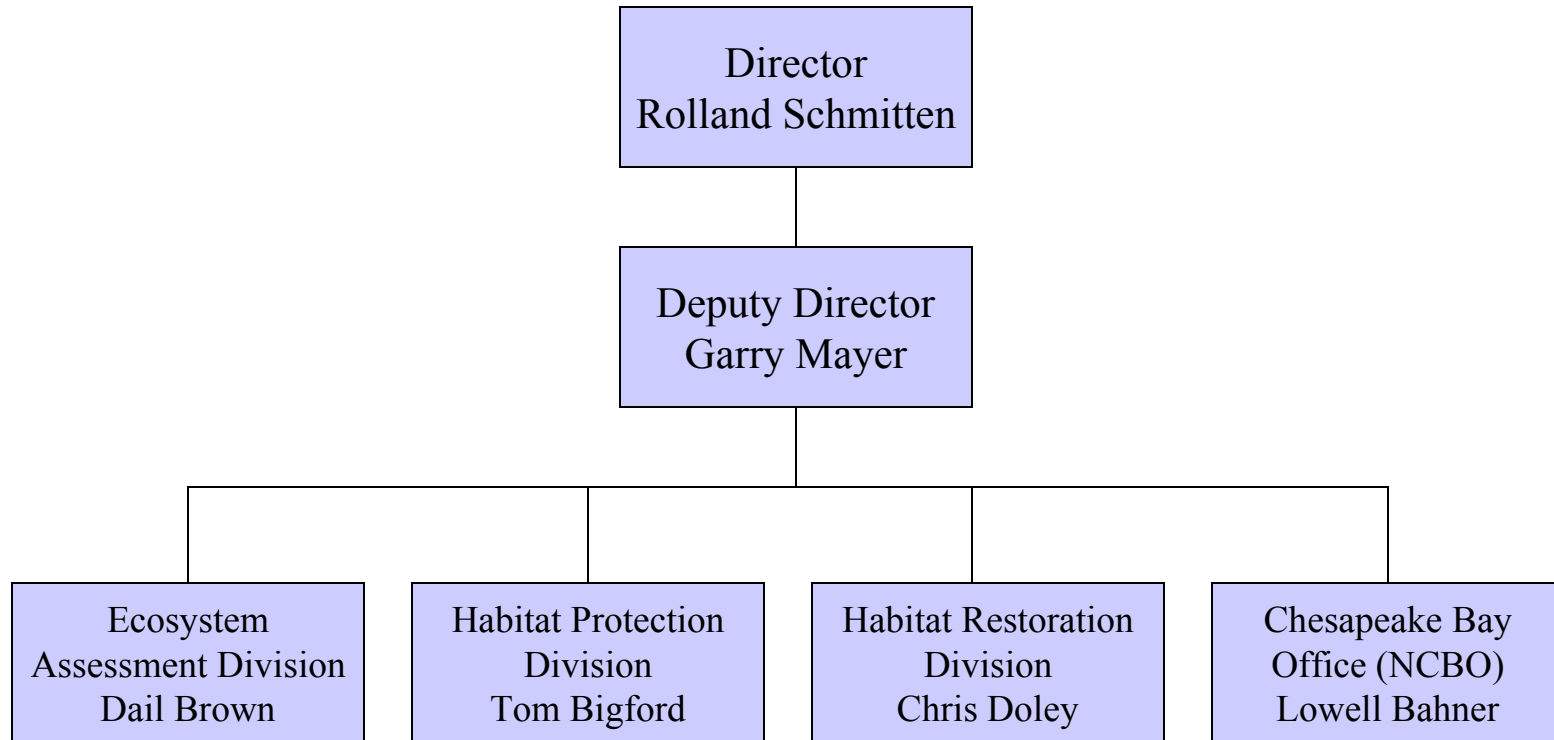 Director
Rolland Schmitten
Deputy Director
Garry Mayer
Ecosystem
Assessment Division
Dail Brown
Habitat Protection
Division
Tom Bigford
Habitat Restoration
Division
Chris Doley
Chesapeake Bay
Office (NCBO)
Lowell Bahner